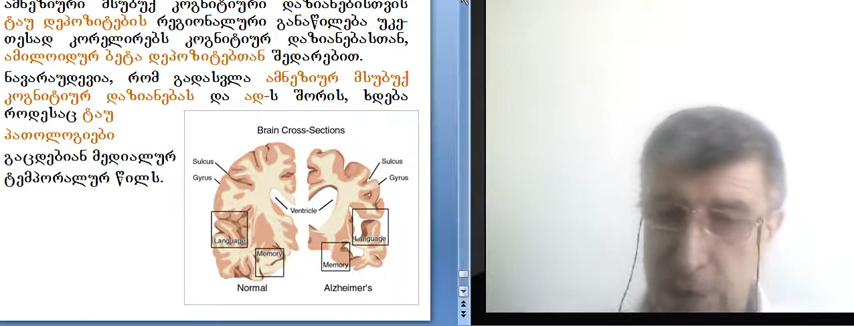 ამნეზიური მსუბუქ კოგნიტიური დაზიანებისთვის
ტაუ დეპოზიტების რეგიონალური განაწილება უკე-
თესად კორელირებს კოგნიტიურ დაზიანებასთან,
ამილოიდურ ბეტა დეპოზიტებთან შედარებით.
ნავარაუდევია, რომ გადასვლა ამნეზიურ მსუბუქ
კოგნიტიურ დაზიანებას და ად-ს შორის, ხდება
როდესაც ტაუ
პათოლოგიები
გაცდებიან მედიალურ
ტემპორალურ წილს.
Brain Cross-Sections
Sulcus
Sulcus
Gyrus
Gyrus
Ventricle
Language
Language
Memory
Memory
Normal
Alzheimer's